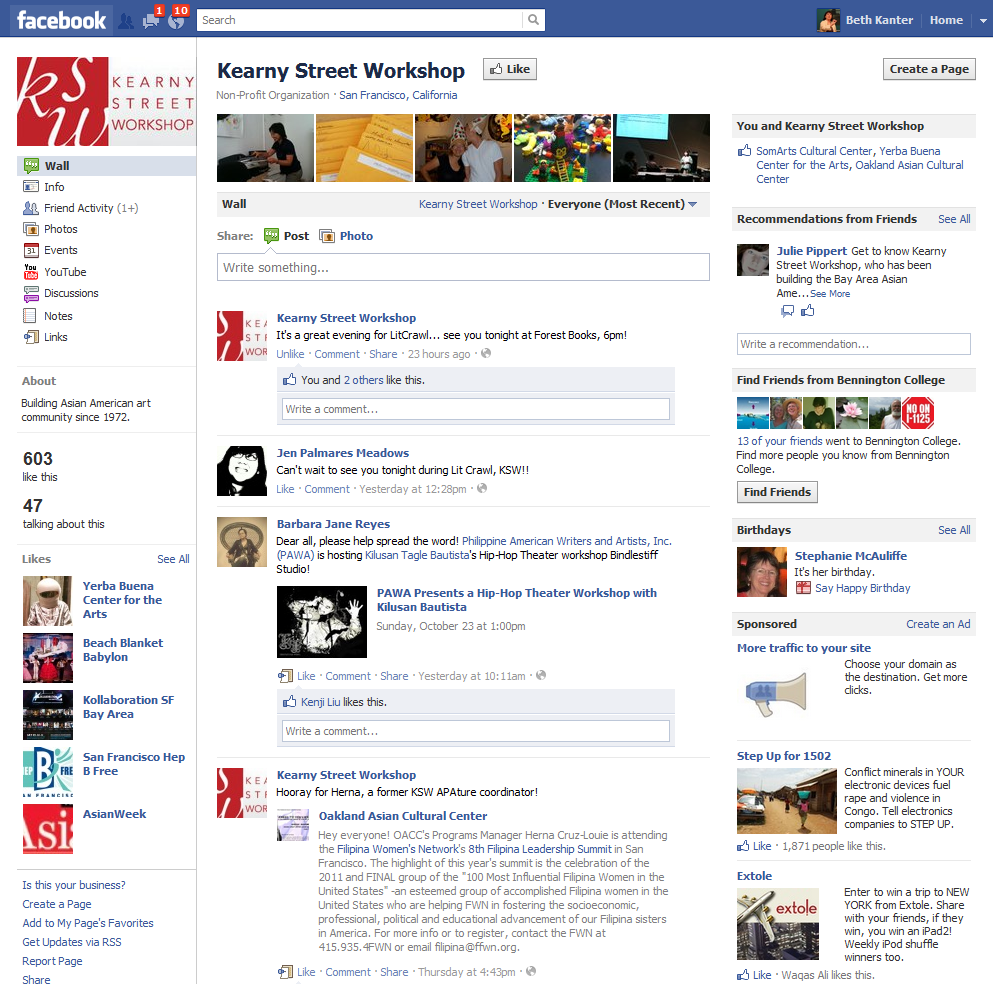 facebook
1
10
Search
Beth Kanter
Home
KSW KEARNY
STREET
WORKSHOP
Wall
Info
Friend Activity (1+)
Photos
Events
YouTube
Discussions
Notes
Links
About
Building Asian American art
community since 1972.
603
like this
47
talking about this
Likes
See All
Yerba Buena
Center for the
Arts
Beach Blanket
Babylon
Kollaboration SF
Bay Area
San Francisco Hep
B Free
AsianWeek
Is this your business?
Create a Page
Add to My Page's Favorites
Get Updates via RSS
Report Page
Share
Kearny Street Workshop
Like
Create a Page
Non-Profit Organization · San Francisco, California
Wall
Kearny Street Workshop · Everyone (Most Recent)
Share: Post Photo
Write something...
Kearny Street Workshop
It's a great evening for LitCrawl... see you tonight at Forest Books, 6pm!
Unlike · Comment · Share · 23 hours ago ·
You and 2 others like this.
Write a comment...
Jen Palmares Meadows
Can't wait to see you tonight during Lit Crawl, KSW!!
Like · Comment · Yesterday at 12:28pm ·
Barbara Jane Reyes
Dear all, please help spread the word! Philippine American Writers and Artists, Inc.
(PAWA) is hosting Kilusan Tagle Bautista's Hip-Hop Theater workshop Bindlestiff
Studio!
PAWA Presents a Hip-Hop Theater Workshop with
Kilusan Bautista
Sunday, October 23 at 1:00pm
Like · Comment · Share · Yesterday at 10:11am ·
Kenji Liu likes this.
Write a comment...
Kearny Street Workshop
Hooray for Herna, a former KSW APAture coordinator!
Oakland Asian Cultural Center
Hey everyone! OACC's Programs Manager Herna Cruz-Louie is attending
the Filipina Women's Network's 8th Filipina Leadership Summit in San
Francisco. The highlight of this year's summit is the celebration of the
2011 and FINAL group of the "100 Most Influential Filipina Women in the
United States" -an esteemed group of accomplished Filipina women in the
United States who are helping FWN in fostering the socioeconomic,
professional, political and educational advancement of our Filipina sisters
in America. For more info or to register, contact the FWN at
415.935.4FWN or email filipina@ffwn.org.
Like · Comment · Share · Thursday at 4:43pm ·
You and Kearny Street Workshop
SomArts Cultural Center, Yerba Buena
Center for the Arts, Oakland Asian Cultural
Center
Recommendations from Friends
See All
Julie Pippert Get to know Kearny
Street Workshop, who has been
building the Bay Area Asian
Ame...See More
Write a recommendation...
Find Friends from Bennington College
NO ON
I-1125
13 of your friends went to Bennington College.
Find more people you know from Bennington
College.
Find Friends
Birthdays
See All
Stephanie McAuliffe
It's her birthday.
Say Happy Birthday
Sponsored
Create an Ad
More traffic to your site
Choose your domain as
the destination. Get more
clicks.
Step Up for 1502
Conflict minerals in YOUR
electronic devices fuel
rape and violence in
Congo. Tell electronics
companies to STEP UP.
Like · 1,871 people like this.
Extole
extole
Enter to win a trip to NEW
YORK from Extole. Share
with your friends, if they
win, you win an iPad2!
Weekly iPod shuffle
winners too.
Like · Waqas Ali likes this.